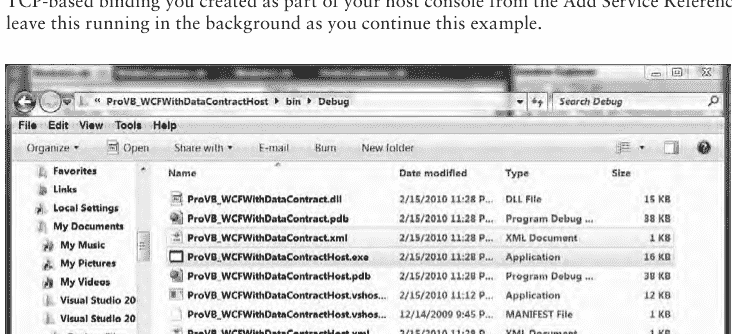 TCP-based binding you created as part of your host console from the Add Service Referenc
leave this running in the background as you continue this example.
« ProVB_WCFWithDataContractHost ▸ bin ▸ Debug
Search Debug
File Edit View Tools Help
Organize ▾ Open Share with ▾ E-mail Burn New folder
Favorites
Links
Local Settings
My Documents
My Music
My Pictures
My Videos
Visual Studio 20
Name Date modified Type Size
ProVB_WCFWithDataContract.dll 2/15/2010 11:28 P... DLL File 15 KB
ProVB_WCFWithDataContract.pdb 2/15/2010 11:28 P... Program Debug ... 38 KB
ProVB_WCFWithDataContract.xml 2/15/2010 11:28 P... XML Document 1 KB
ProVB_WCFWithDataContractHost.exe 2/15/2010 11:28 P... Application 16 KB
ProVB_WCFWithDataContractHost.pdb 2/15/2010 11:28 P... Program Debug ... 38 KB
ProVB_WCFWithDataContractHost.vshos... 2/15/2010 11:12 P... Application 12 KB
ProVB_WCFWithDataContractHost.vshos... 12/14/2009 9:45 P... MANIFEST File 1 KB